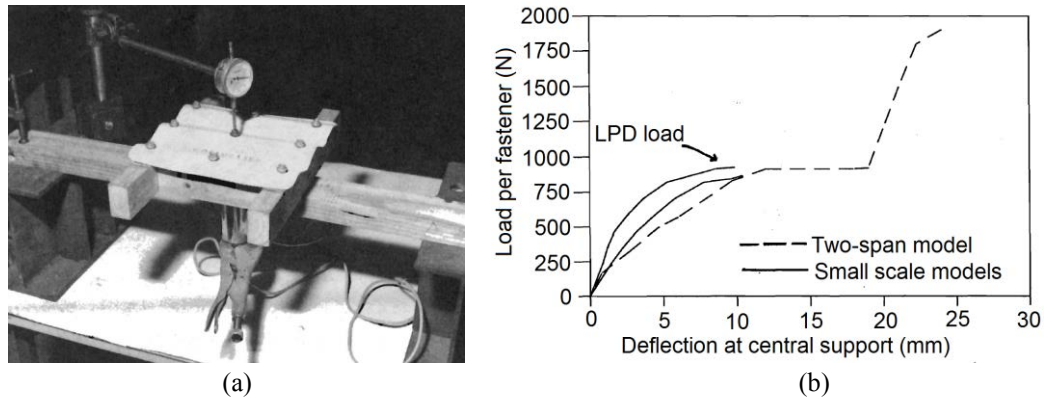 2000
1750
1500
1250
1000
750
500
250
0
Load per fastener (N)
LPD load
Two-span model
Small scale models
0 5 10 15 20 25 30
Deflection at central support (mm)
(a)
(b)